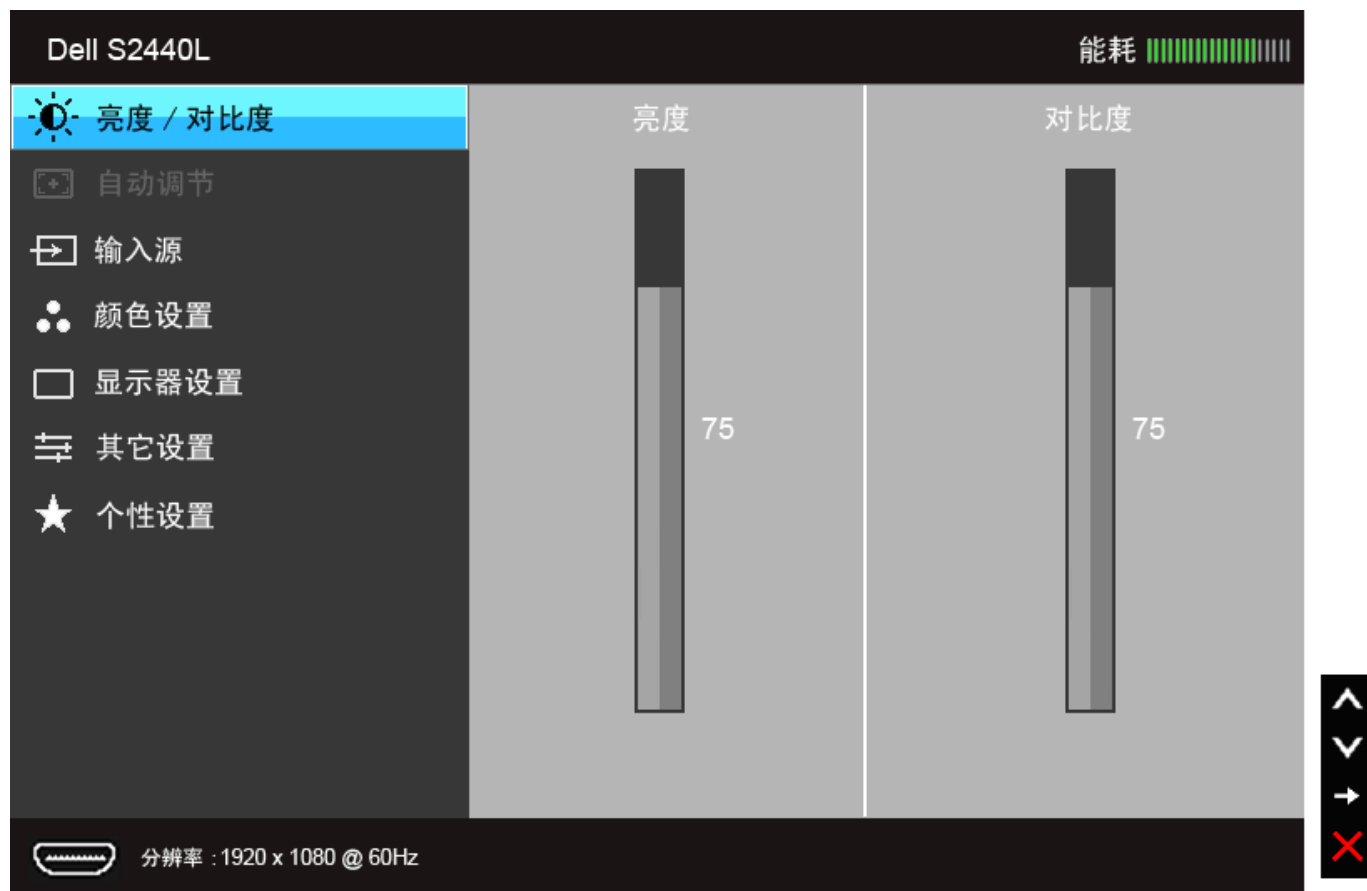 Dell S2440L
能耗
亮度 / 对比度
自动调节
输入源
颜色设置
显示器设置
其它设置
个性设置
亮度
75
对比度
75
分辨率 : 1920 x 1080 @ 60Hz